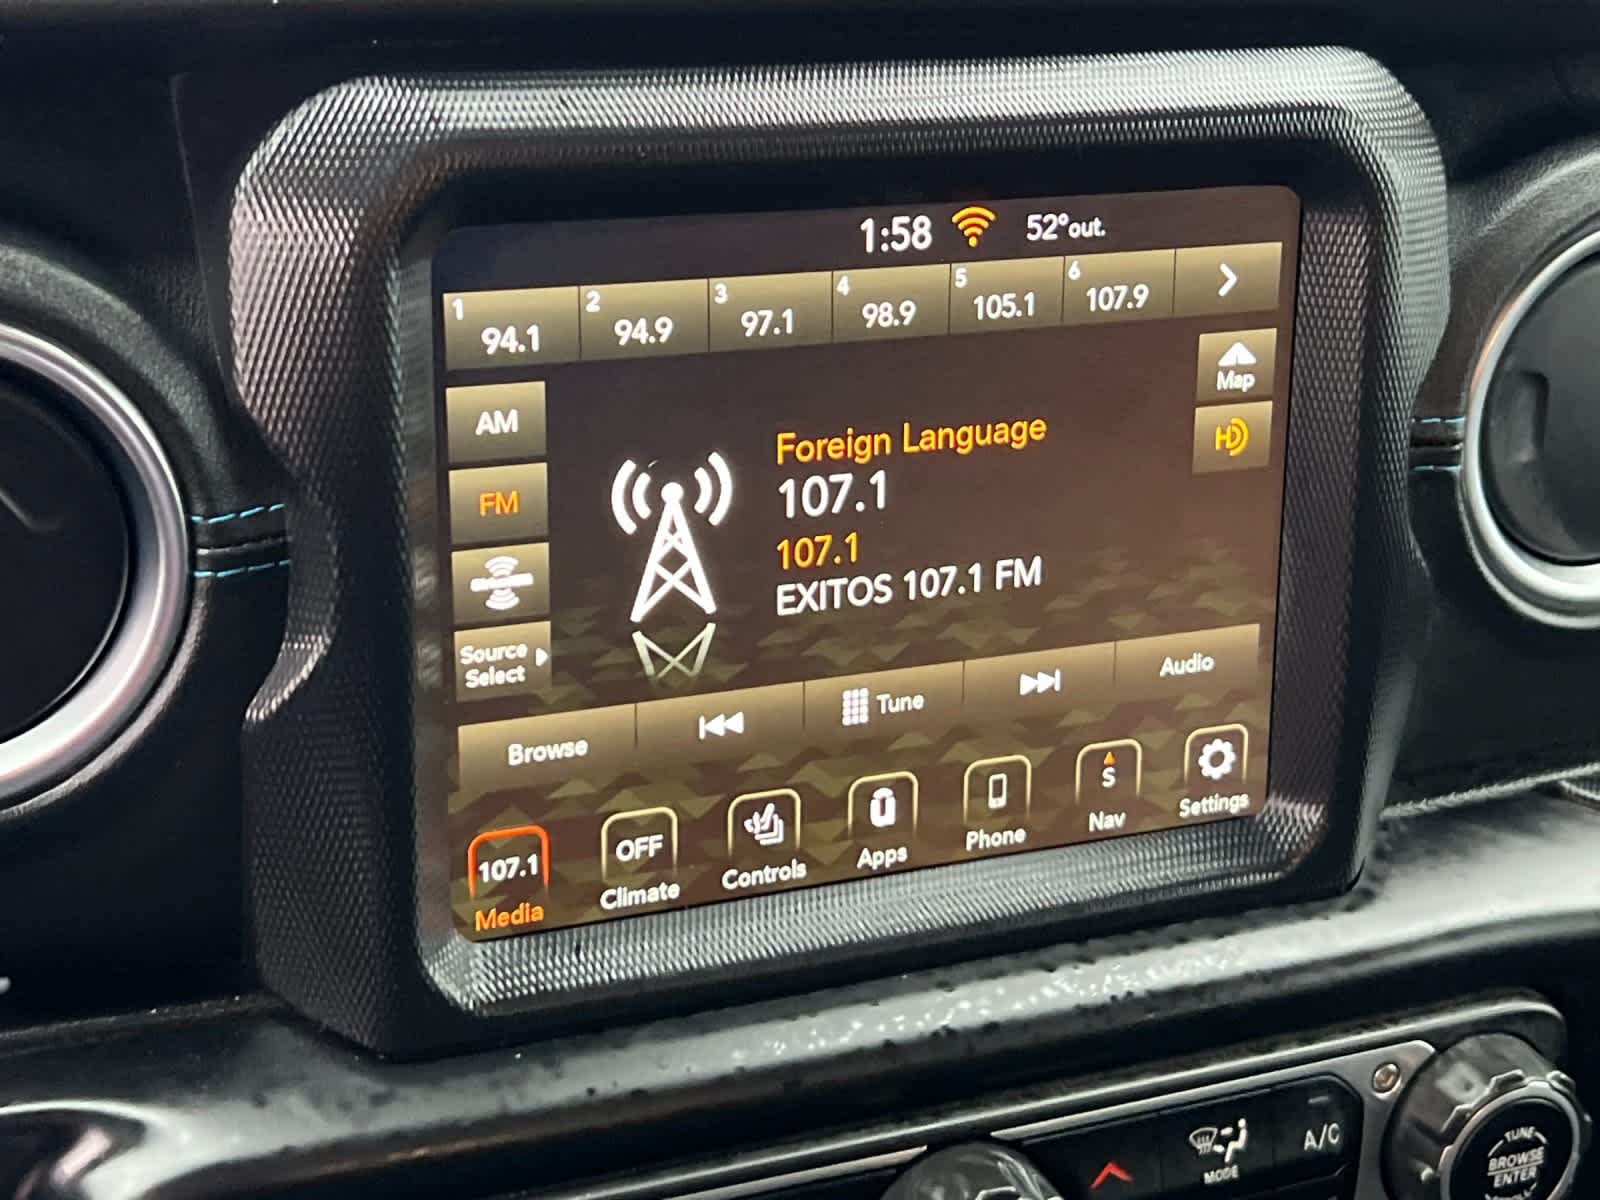 1:58 52°out.
1 94.1 2 94.9 3 97.1 4 98.9 5 105.1 6 107.9
Map
AM
HD
Foreign Language
107.1
FM
107.1
EXITOS 107.1 FM
Source
Select
Browse Tune Audio
107.1 OFF S
Media Climate Controls Apps Phone Nav Settings
MODE A/C
TUNE
BROWSE
ENTER